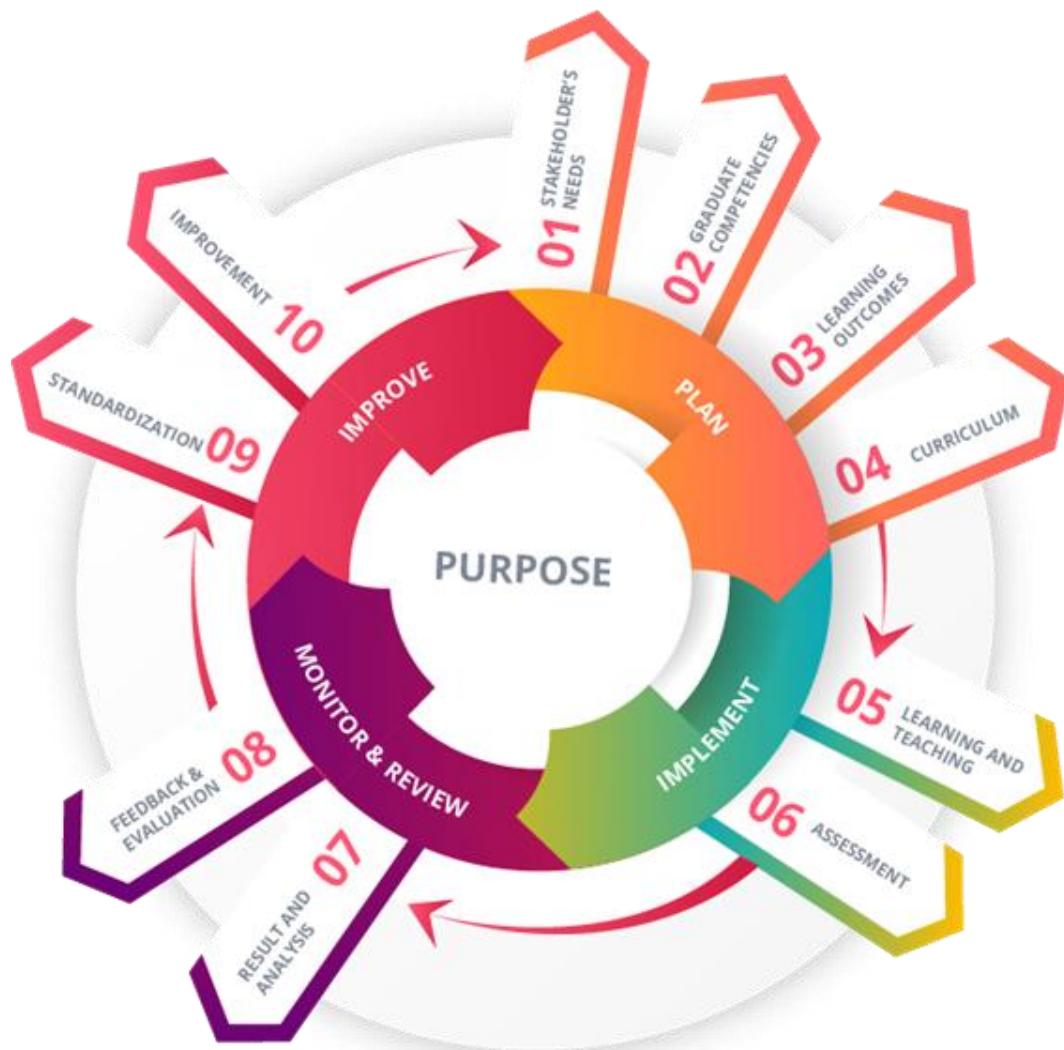 PURPOSE
PLAN
01
STAKEHOLDER'S
NEEDS
02
GRADUATE
COMPETENCIES
03
LEARNING
OUTCOMES
04
CURRICULUM
IMPLEMENT
05
LEARNING AND
TEACHING
06
ASSESSMENT
MONITOR & REVIEW
07
RESULT AND
ANALYSIS
08
FEEDBACK &
EVALUATION
IMPROVE
09
STANDARDIZATION
10
IMPROVEMENT